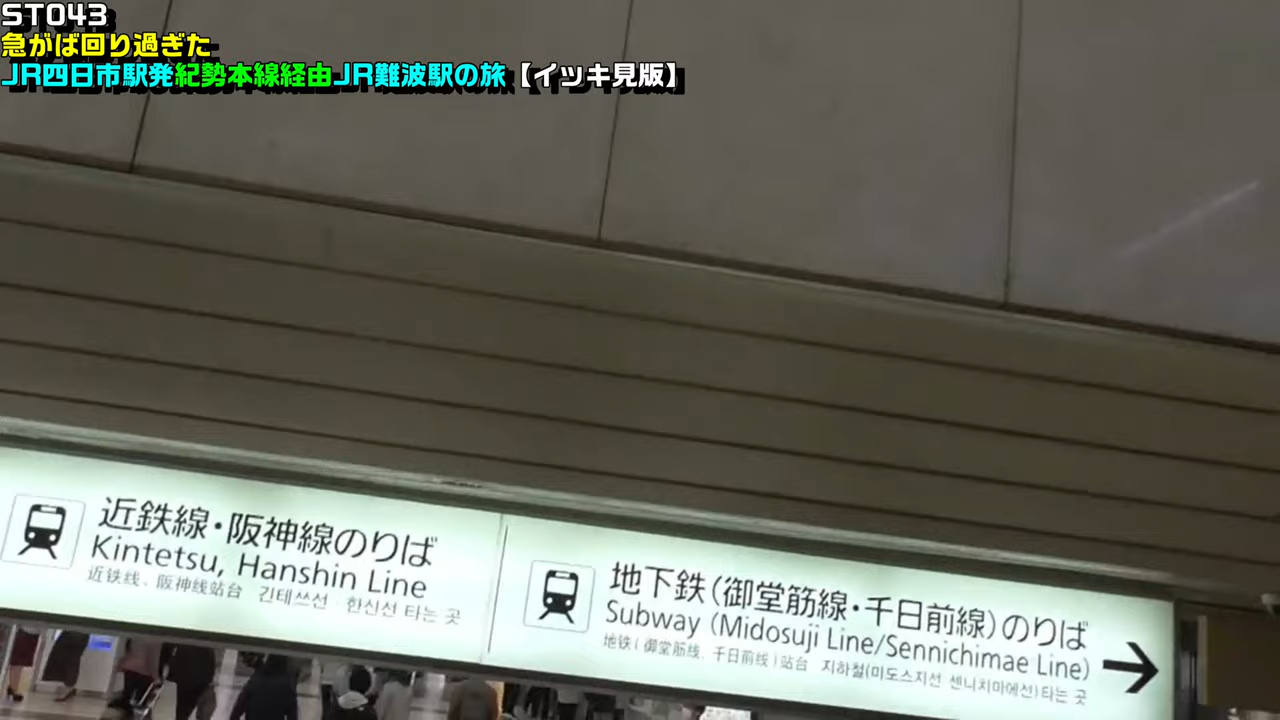 ST043
急がば回り過ぎた
JR四日市駅発紀勢本線経由JR難波駅の旅【イッキ見版】
近鉄線・阪神線のりば
Kintetsu, Hanshin Line
近铁线、阪神线站台 긴테쓰선・한신선 타는 곳
地下鉄(御堂筋線・千日前線)のりば
Subway (Midosuji Line/Sennichimae Line)
地铁(御堂筋线、千日前线)站台 지하철(미도스지선 센니치마에선)타는 곳